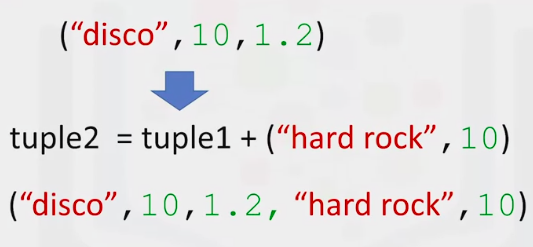 (“disco”, 10, 1.2)
tuple2 = tuple1 + (“hard rock”, 10)
(“disco”, 10, 1.2, “hard rock”, 10)